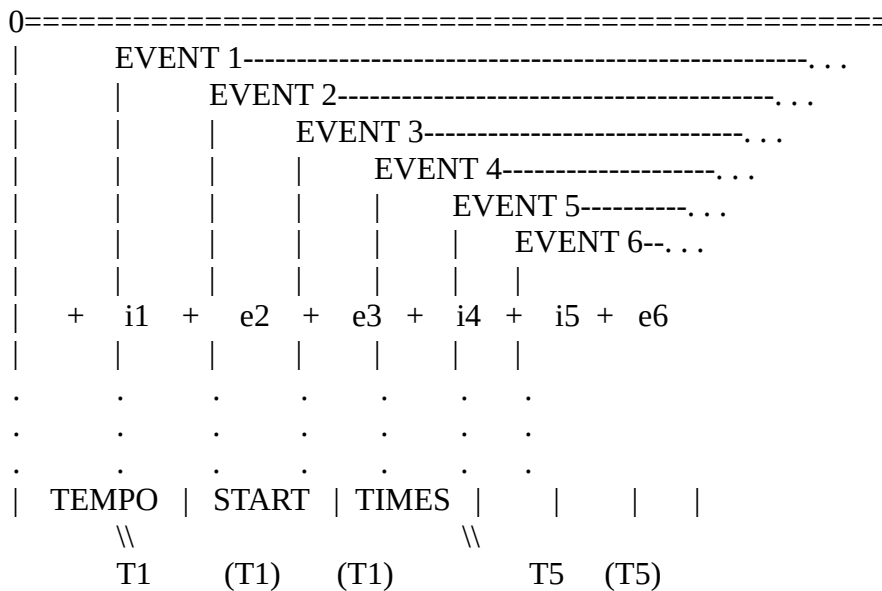 0================================================
| EVENT 1-----------------------------------------------------. . .
| | EVENT 2-----------------------------------------. . .
| | | EVENT 3------------------------------. . .
| | | | EVENT 4--------------------. . .
| | | | | EVENT 5----------. . .
| | | | | | EVENT 6--. . .
| | | | | | |
| + i1 + e2 + e3 + i4 + i5 + e6
| | | | | | |
. . . . . . .
. . . . . . .
. . . . . . .
| TEMPO | START | TIMES | | | |
\\ \\
T1 (T1) (T1) T5 (T5)